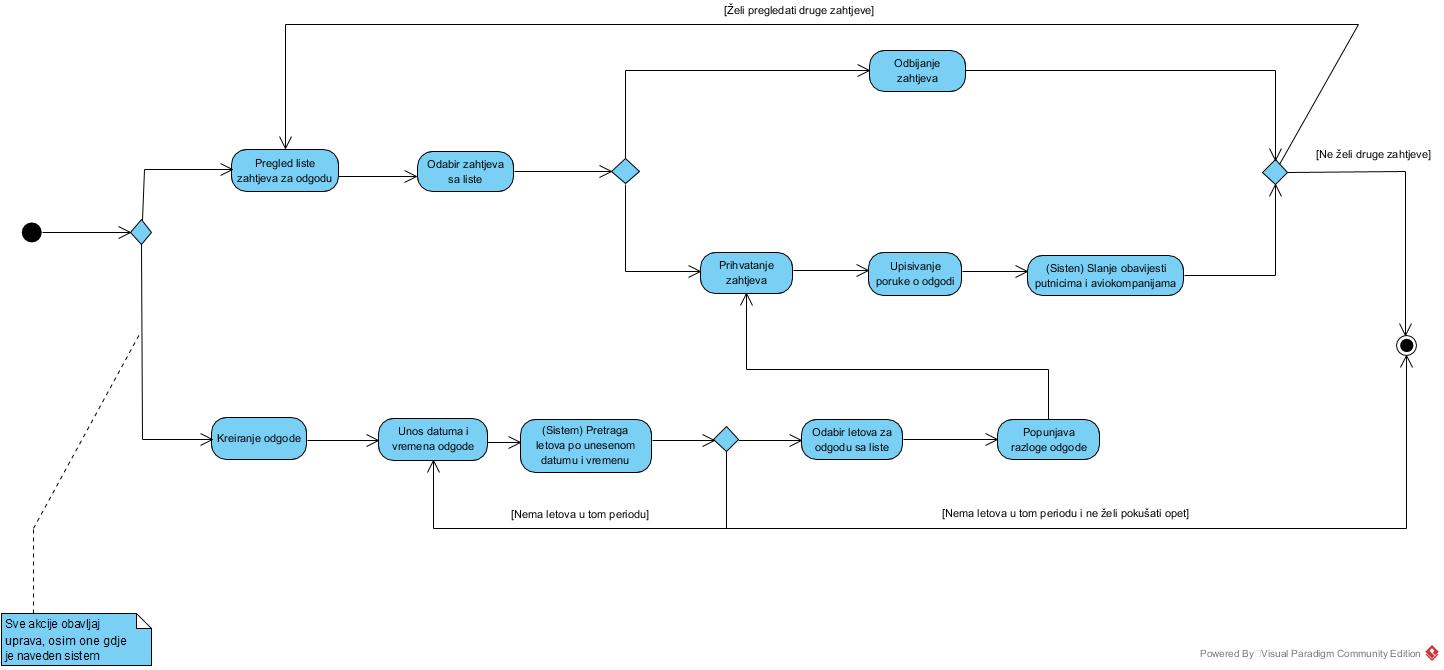 [Želi pregledati druge zahtjeve]
Odbijanje
zahtjeva
[Ne želi druge zahtjeve]
Pregled liste
zahtjeva za odgodu
Odabir zahtjeva
sa liste
Prihvatanje
zahtjeva
Upisivanje
poruke o odgodi
(Sisten) Slanje obavijesti
putnicima i aviokompanijama
Kreiranje odgode
Unos datuma i
vremena odgode
(Sistem) Pretraga
letova po unesenom
datumu i vremenu
Odabir letova za
odgodu sa liste
Popunjava
razloge odgode
[Nema letova u tom periodu]
[Nema letova u tom periodu i ne želi pokušati opet]
Sve akcije obavljaj
uprava, osim one gdje
je naveden sistem
Powered By Visual Paradigm Community Edition